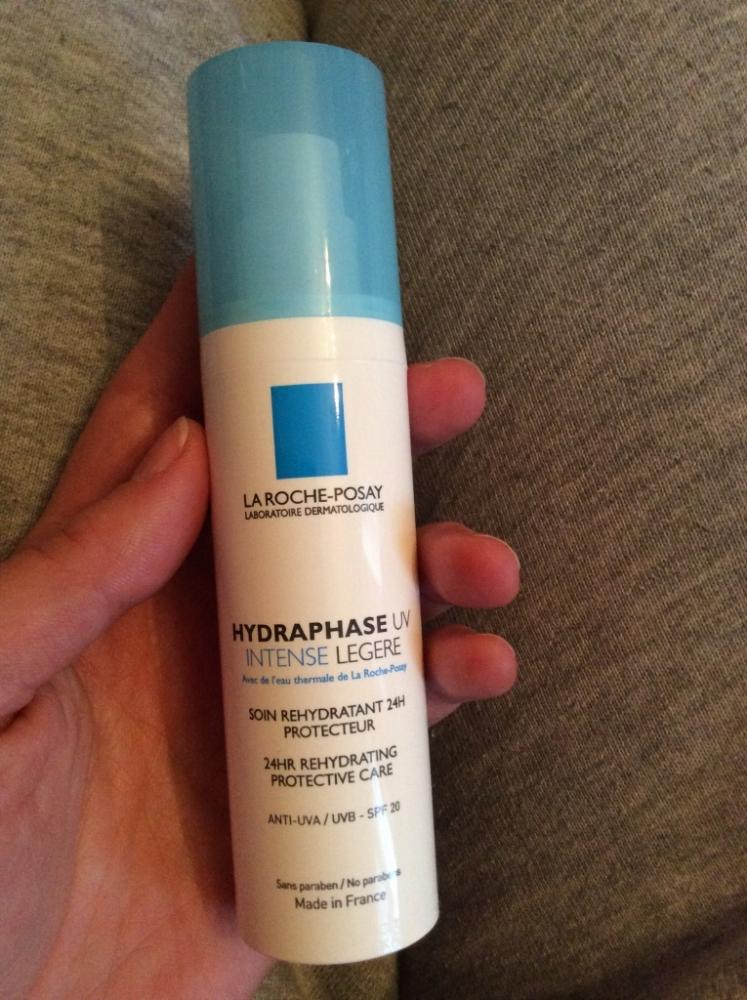 LA ROCHE-POSAY
LABORATOIRE DERMATOLOGIQUE
HYDRAPHASE UV
INTENSE LEGERE
Avec de l'eau thermale de La Roche-Posay
SOIN REHYDRATANT 24H
PROTECTEUR
24HR REHYDRATING
PROTECTIVE CARE
ANTI-UVA / UVB - SPF 20
Sans paraben / No parabens
Made in France